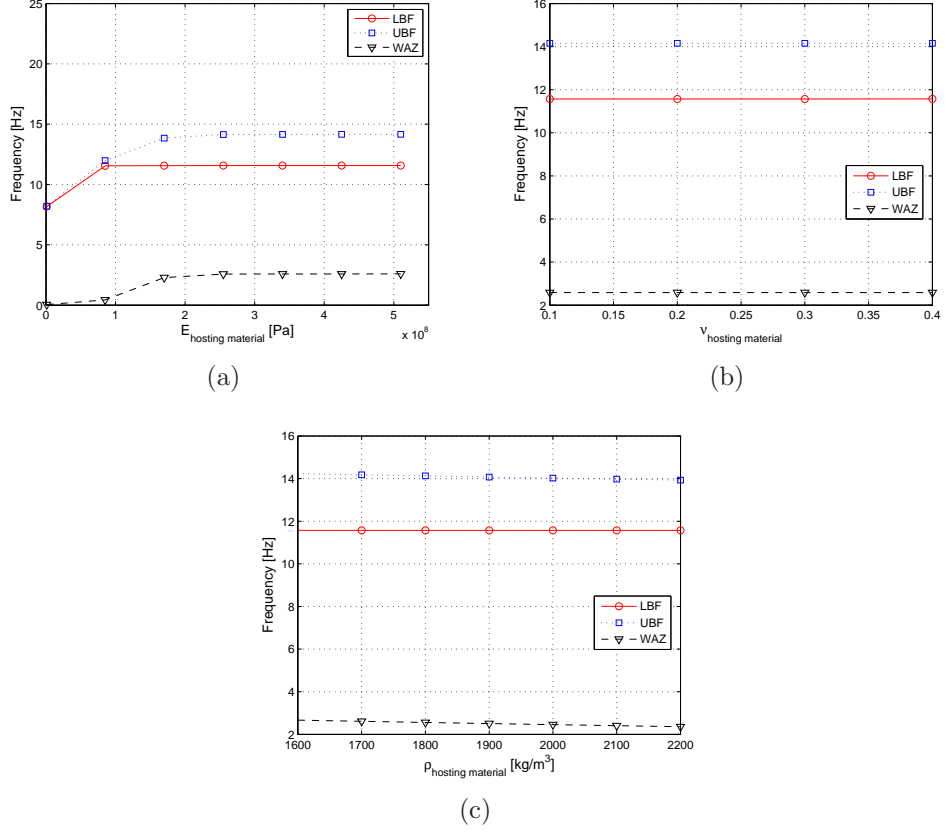 25
20
15
10
5
0
0
1
2
3
4
5
x 10^8
Frequency [Hz]
E_hosting material [Pa]
LBF
UBF
WAZ
(a)
16
14
12
10
8
6
4
2
0.1
0.15
0.2
0.25
0.3
0.35
0.4
Frequency [Hz]
ν_hosting material
LBF
UBF
WAZ
(b)
16
14
12
10
8
6
4
2
1600
1700
1800
1900
2000
2100
2200
Frequency [Hz]
ρ_hosting material [kg/m^3]
LBF
UBF
WAZ
(c)